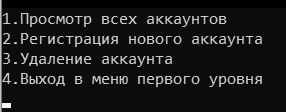 1.Просмотр всех аккаунтов
2.Регистрация нового аккаунта
3.Удаление аккаунта
4.Выход в меню первого уровня